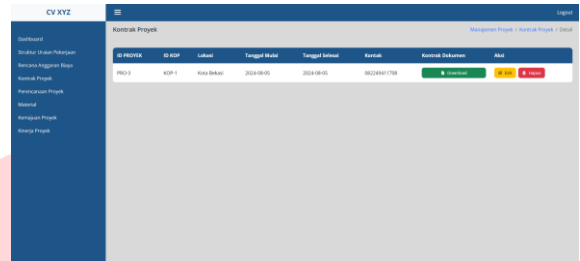 CV XYZ
Logout
Kontrak Proyek
Manajemen Proyek / Kontrak Proyek / Detail
Dashboard
Struktur Uraian Pekerjaan
Rencana Anggaran Biaya
Kontrak Proyek
Perencanaan Proyek
Material
Kemajuan Proyek
Kinerja Proyek
ID PROYEK ID KOP Lokasi Tanggal Mulai Tanggal Selesai Kontak Kontrak Dokumen Aksi
PRO-3 KOP-1 Kota Bekasi 2024-08-05 2024-08-05 082249411798 Download Edit Hapus